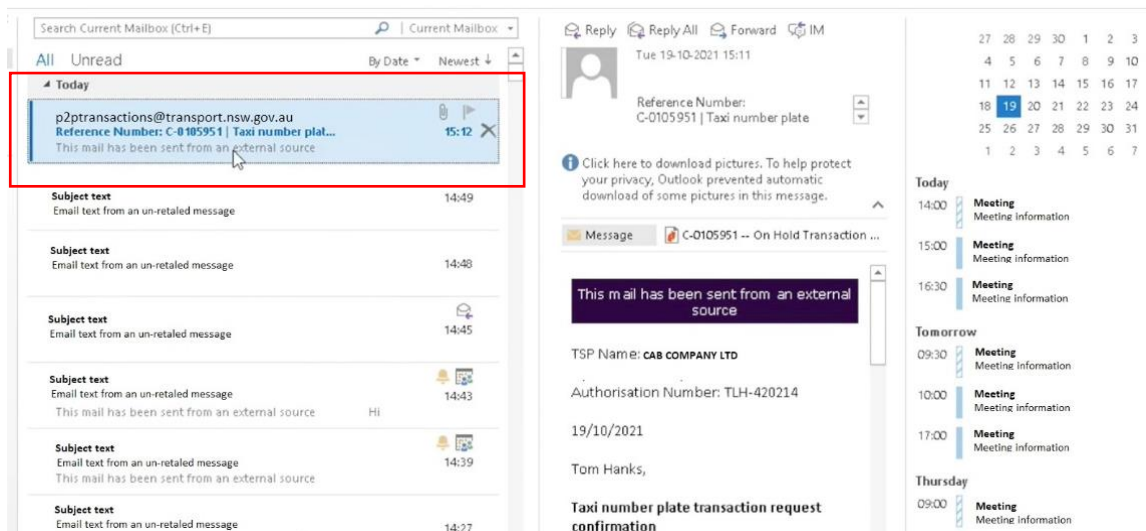 Search Current Mailbox (Ctrl+E)
Current Mailbox
All Unread
By Date Newest
Today
p2ptransactions@transport.nsw.gov.au
Reference Number: C-0105951 | Taxi number plat...
15:12
This mail has been sent from an external source
Subject text
14:49
Email text from an un-retaled message
Subject text
Email text from an un-retaled message
14:48
Subject text
Email text from an un-retaled message
14:45
Subject text
Email text from an un-retaled message
14:43
This mail has been sent from an external source Hi
Subject text
Email text from an un-retaled message
14:39
This mail has been sent from an external source
Subject text
Email text from an un-retaled message
14:27
Reply Reply All Forward IM
Tue 19-10-2021 15:11
Reference Number:
C-0105951 | Taxi number plate
Click here to download pictures. To help protect
your privacy, Outlook prevented automatic
download of some pictures in this message.
Message C-0105951 -- On Hold Transaction ...
This mail has been sent from an external
source
TSP Name: CAB COMPANY LTD
Authorisation Number: TLH-420214
19/10/2021
Tom Hanks,
Taxi number plate transaction request
confirmation
27 28 29 30 1 2 3
4 5 6 7 8 9 10
11 12 13 14 15 16 17
18 19 20 21 22 23 24
25 26 27 28 29 30 31
1 2 3 4 5 6 7
Today
14:00 Meeting
Meeting information
15:00 Meeting
Meeting information
16:30 Meeting
Meeting information
Tomorrow
09:30 Meeting
Meeting information
10:00 Meeting
Meeting information
17:00 Meeting
Meeting information
Thursday
09:00 Meeting
Meeting information